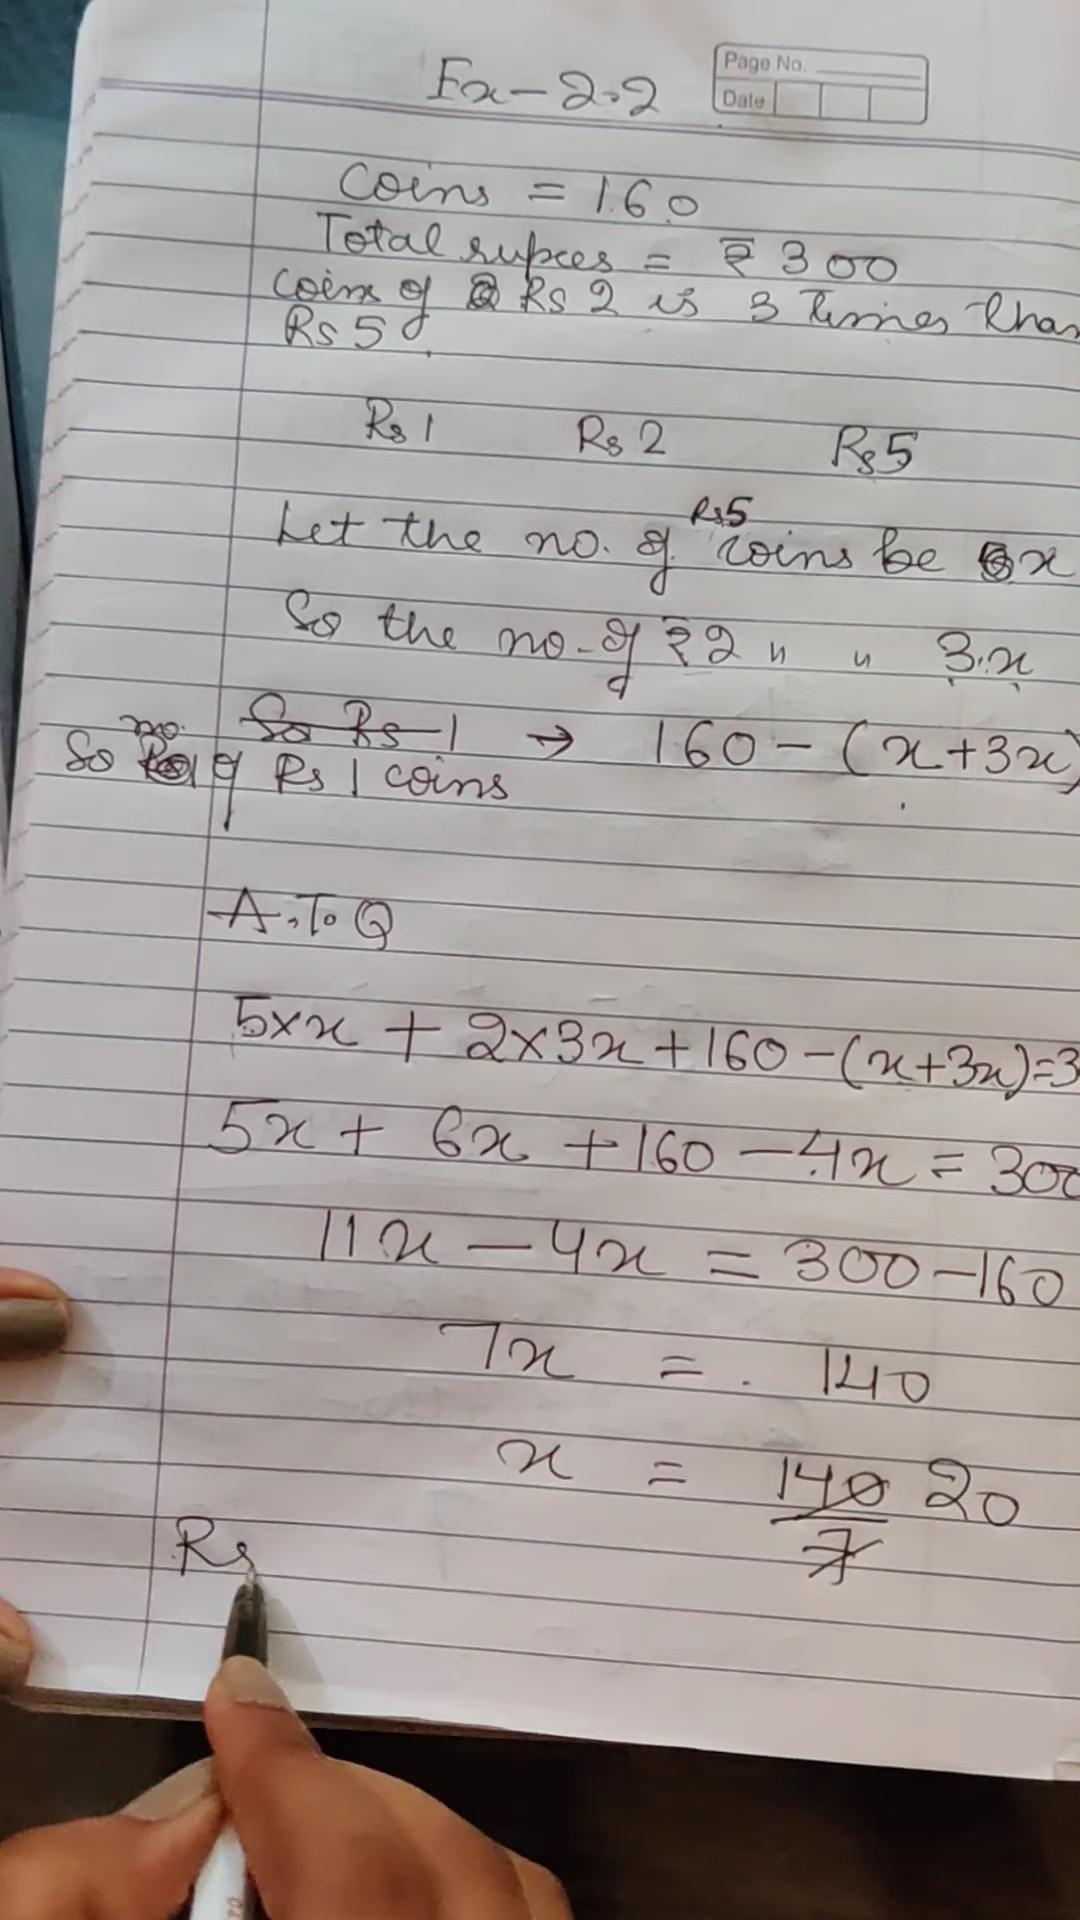 Ex-2.2
Page No.
Date
Coins = 160
Total rupees = ₹ 300
coins of Rs 2 is 3 times than
Rs 5
Rs 1 Rs 2 Rs 5
Rs5
Let the no. of coins be x
So the no. of ₹2 " " 3x
So Rs 1 → 160 - (x+3x)
no.
So of Rs 1 coins
A.T.Q
5×x + 2×3x + 160 - (x+3x) = 3
5x + 6x + 160 - 4x = 300
11x - 4x = 300 - 160
7x = 140
x = 140/7 20
Rs